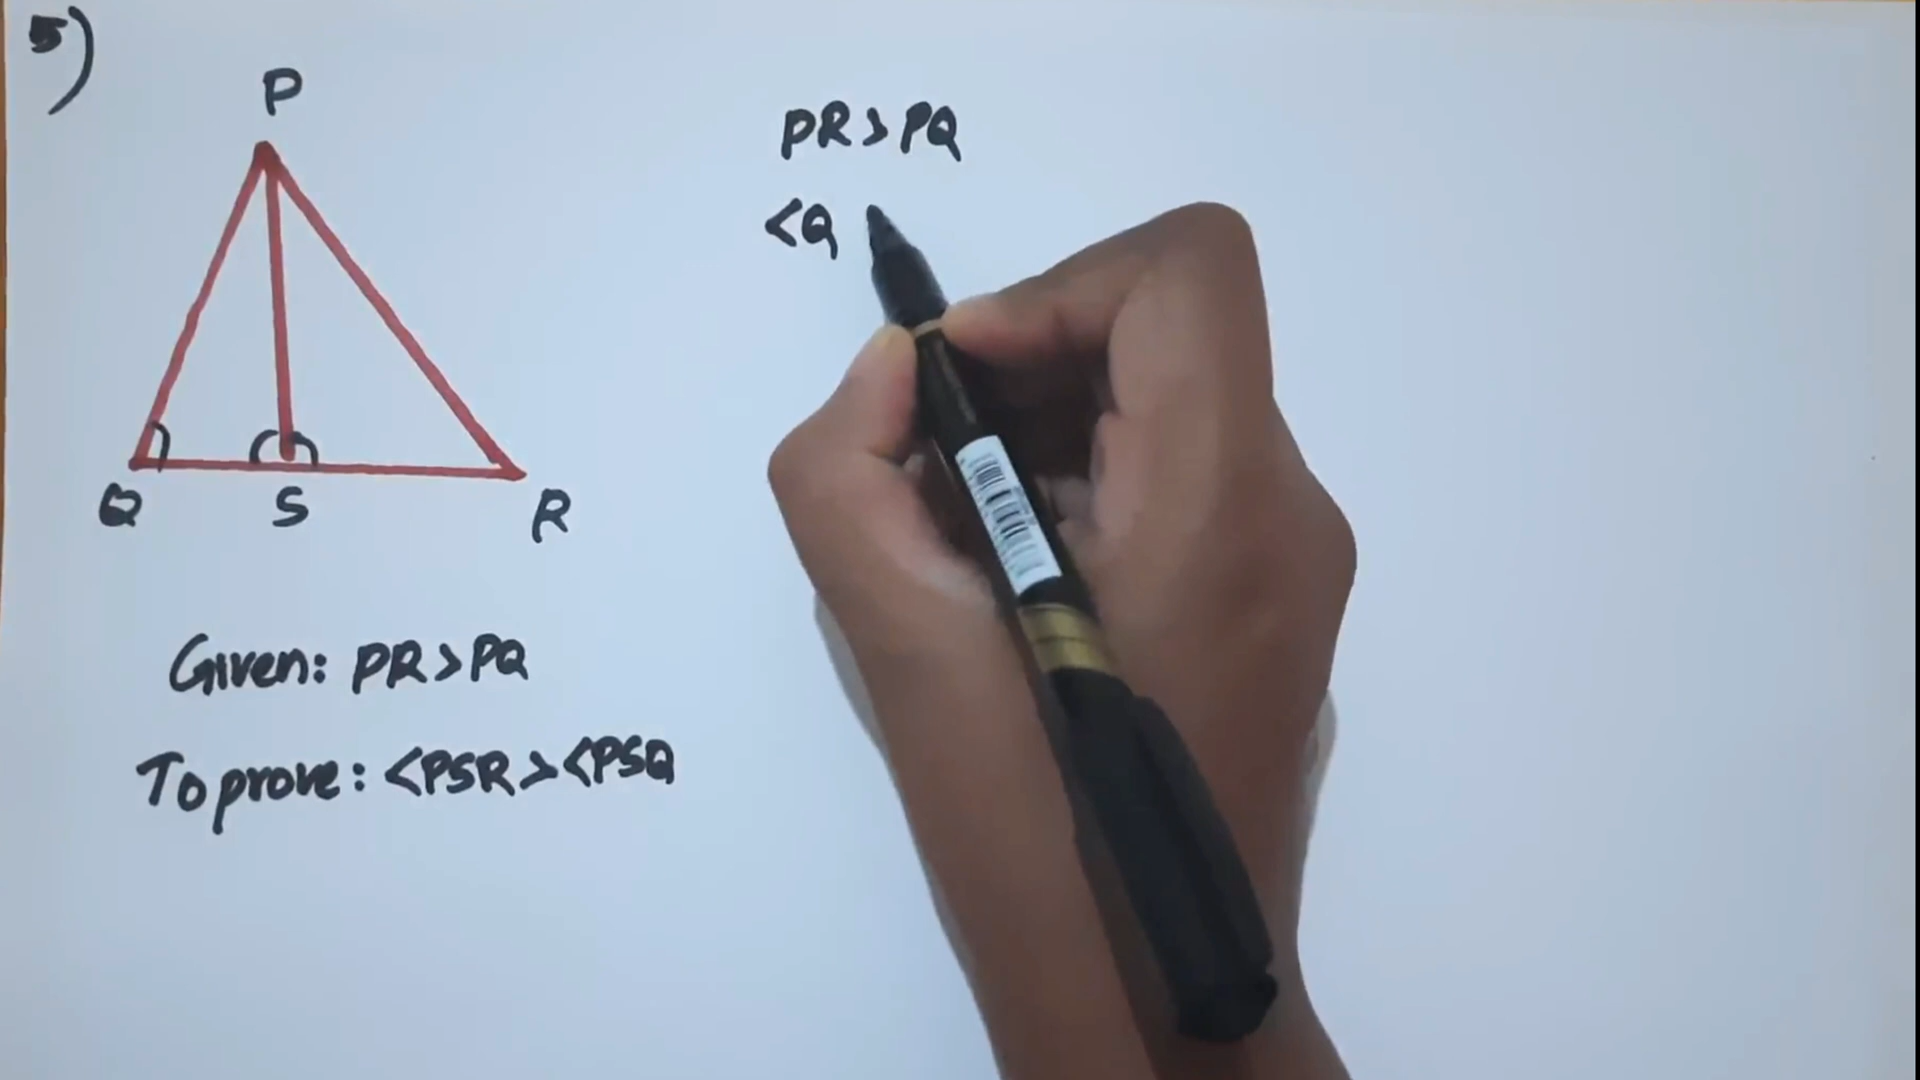 5)
P
Q S R
Given: PR>PQ
To prove: <PSR > <PSQ
PR>PQ
<Q